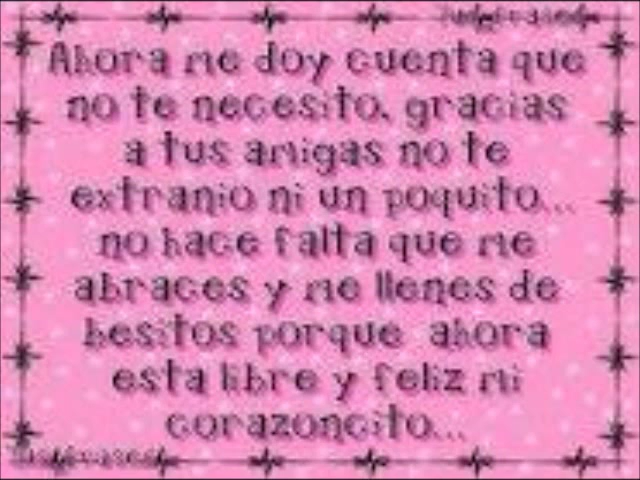 Ahora me doy cuenta que
no te necesito, gracias
a tus amigas no te
extranio ni un poquito...
no hace falta que me
abraces y me llenes de
besitos porque ahora
esta libre y feliz mi
corazoncito...